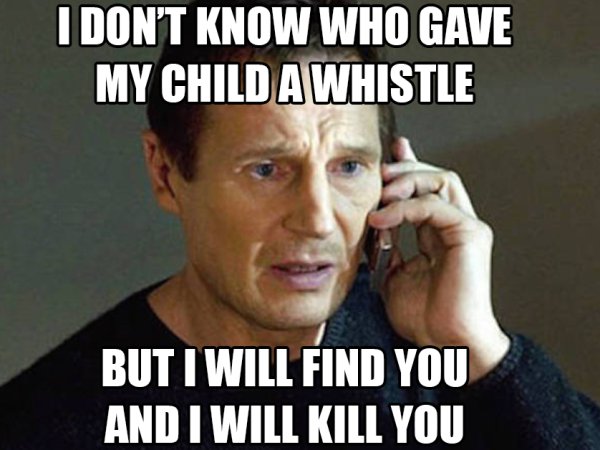 I DON'T KNOW WHO GAVE
MY CHILD A WHISTLE
BUT I WILL FIND YOU
AND I WILL KILL YOU